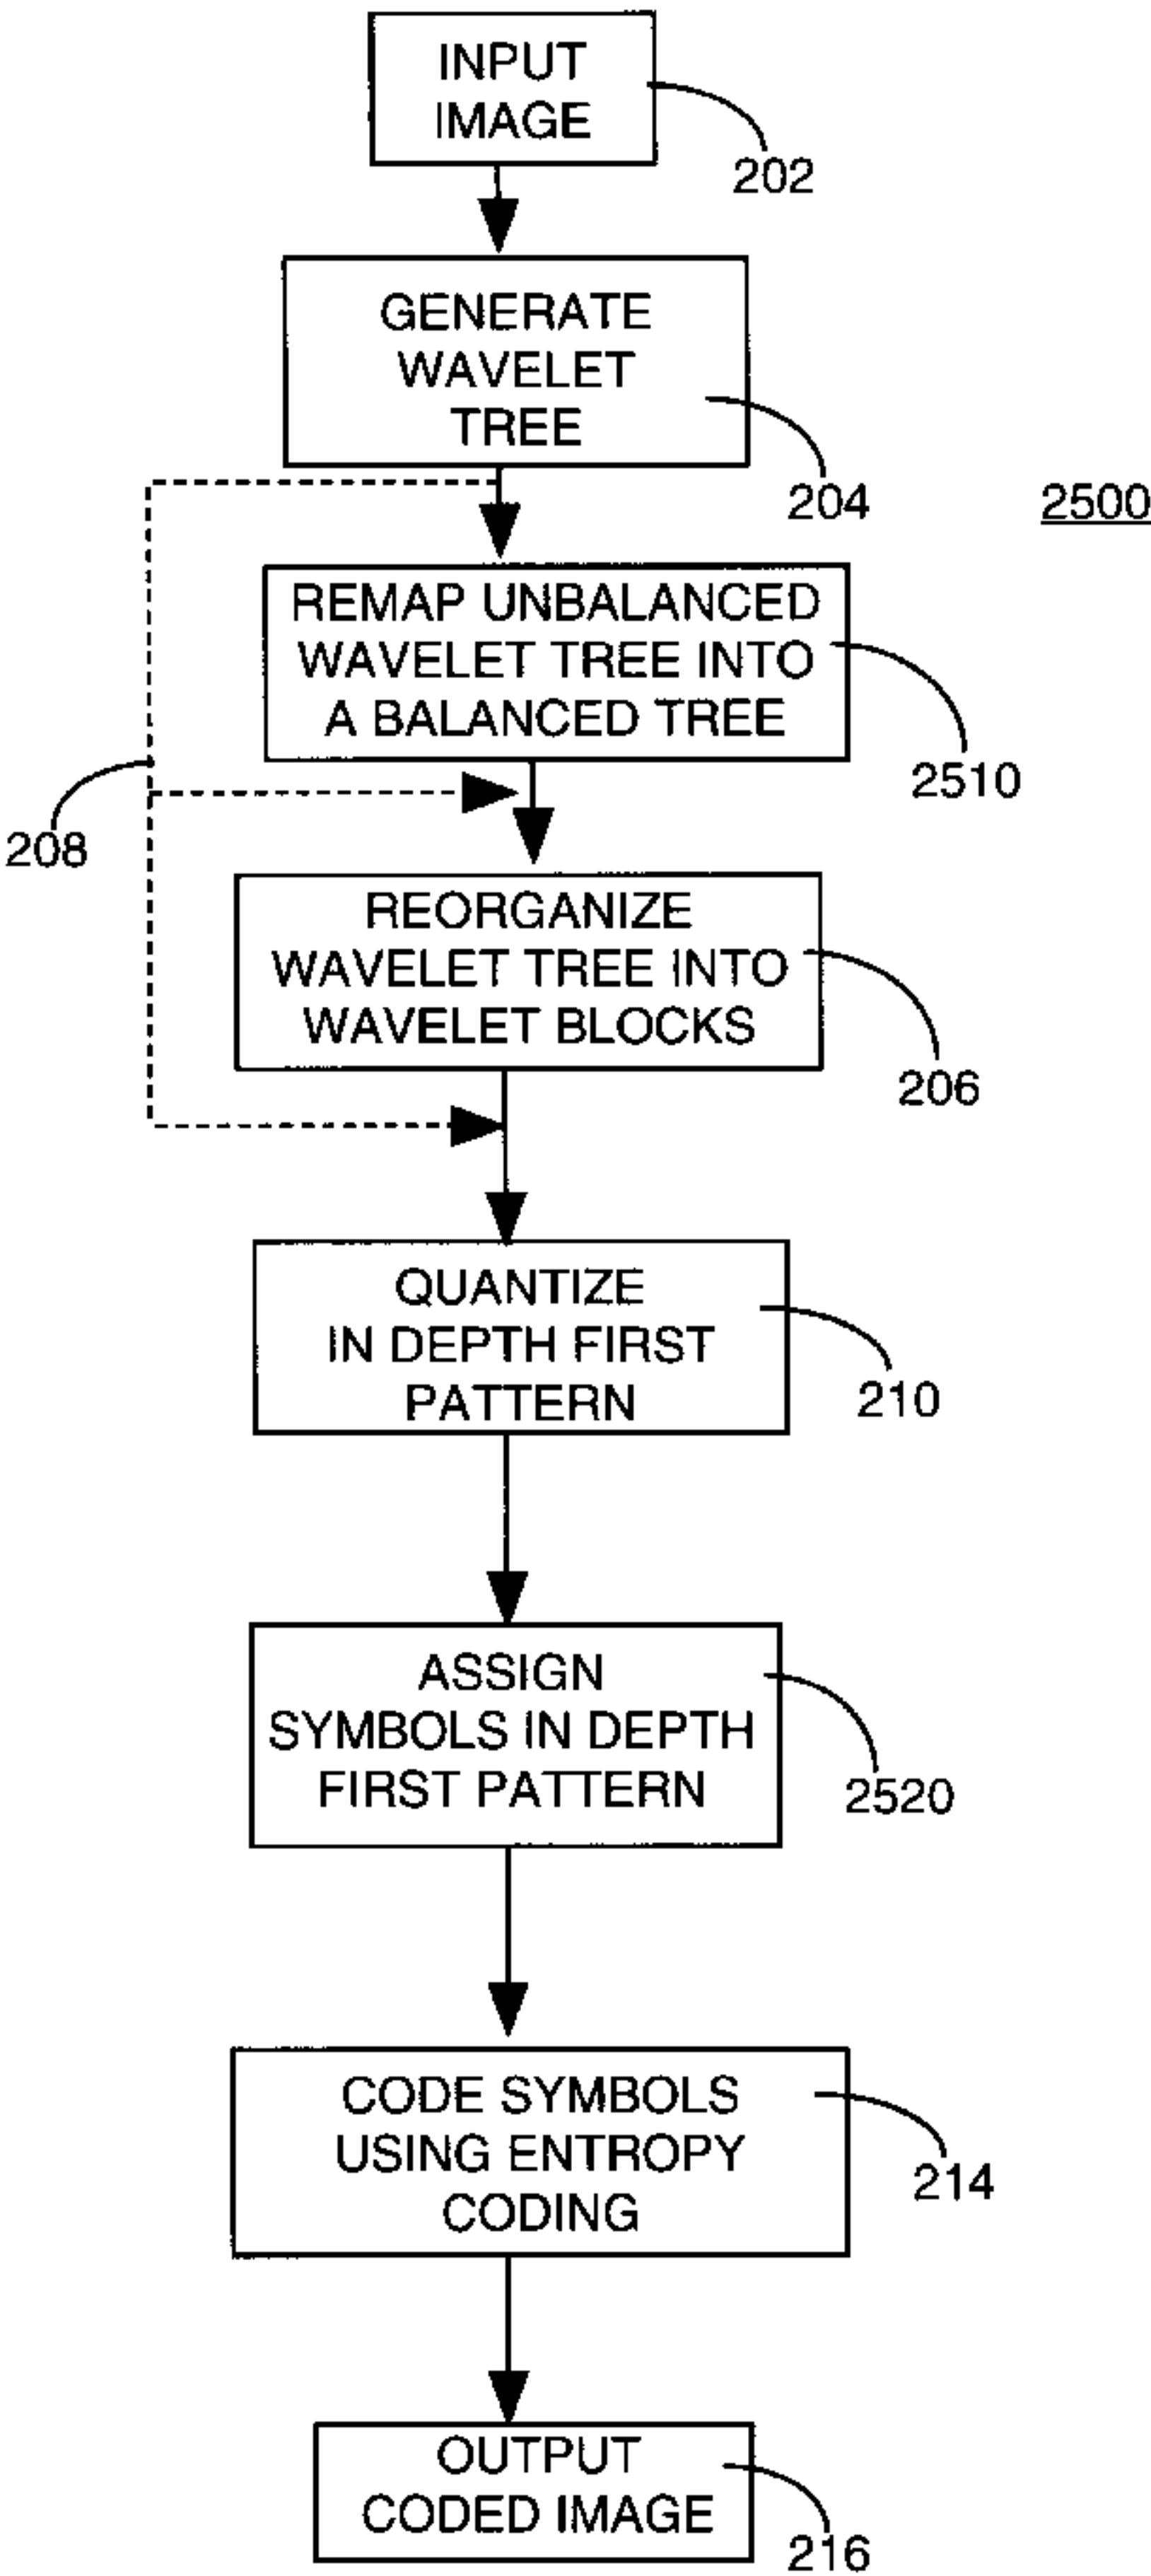 INPUT
IMAGE
202
GENERATE
WAVELET
TREE
204
2500
REMAP UNBALANCED
WAVELET TREE INTO
A BALANCED TREE
2510
208
REORGANIZE
WAVELET TREE INTO
WAVELET BLOCKS
206
QUANTIZE
IN DEPTH FIRST
PATTERN
210
ASSIGN
SYMBOLS IN DEPTH
FIRST PATTERN
2520
CODE SYMBOLS
USING ENTROPY
CODING
214
OUTPUT
CODED IMAGE
216